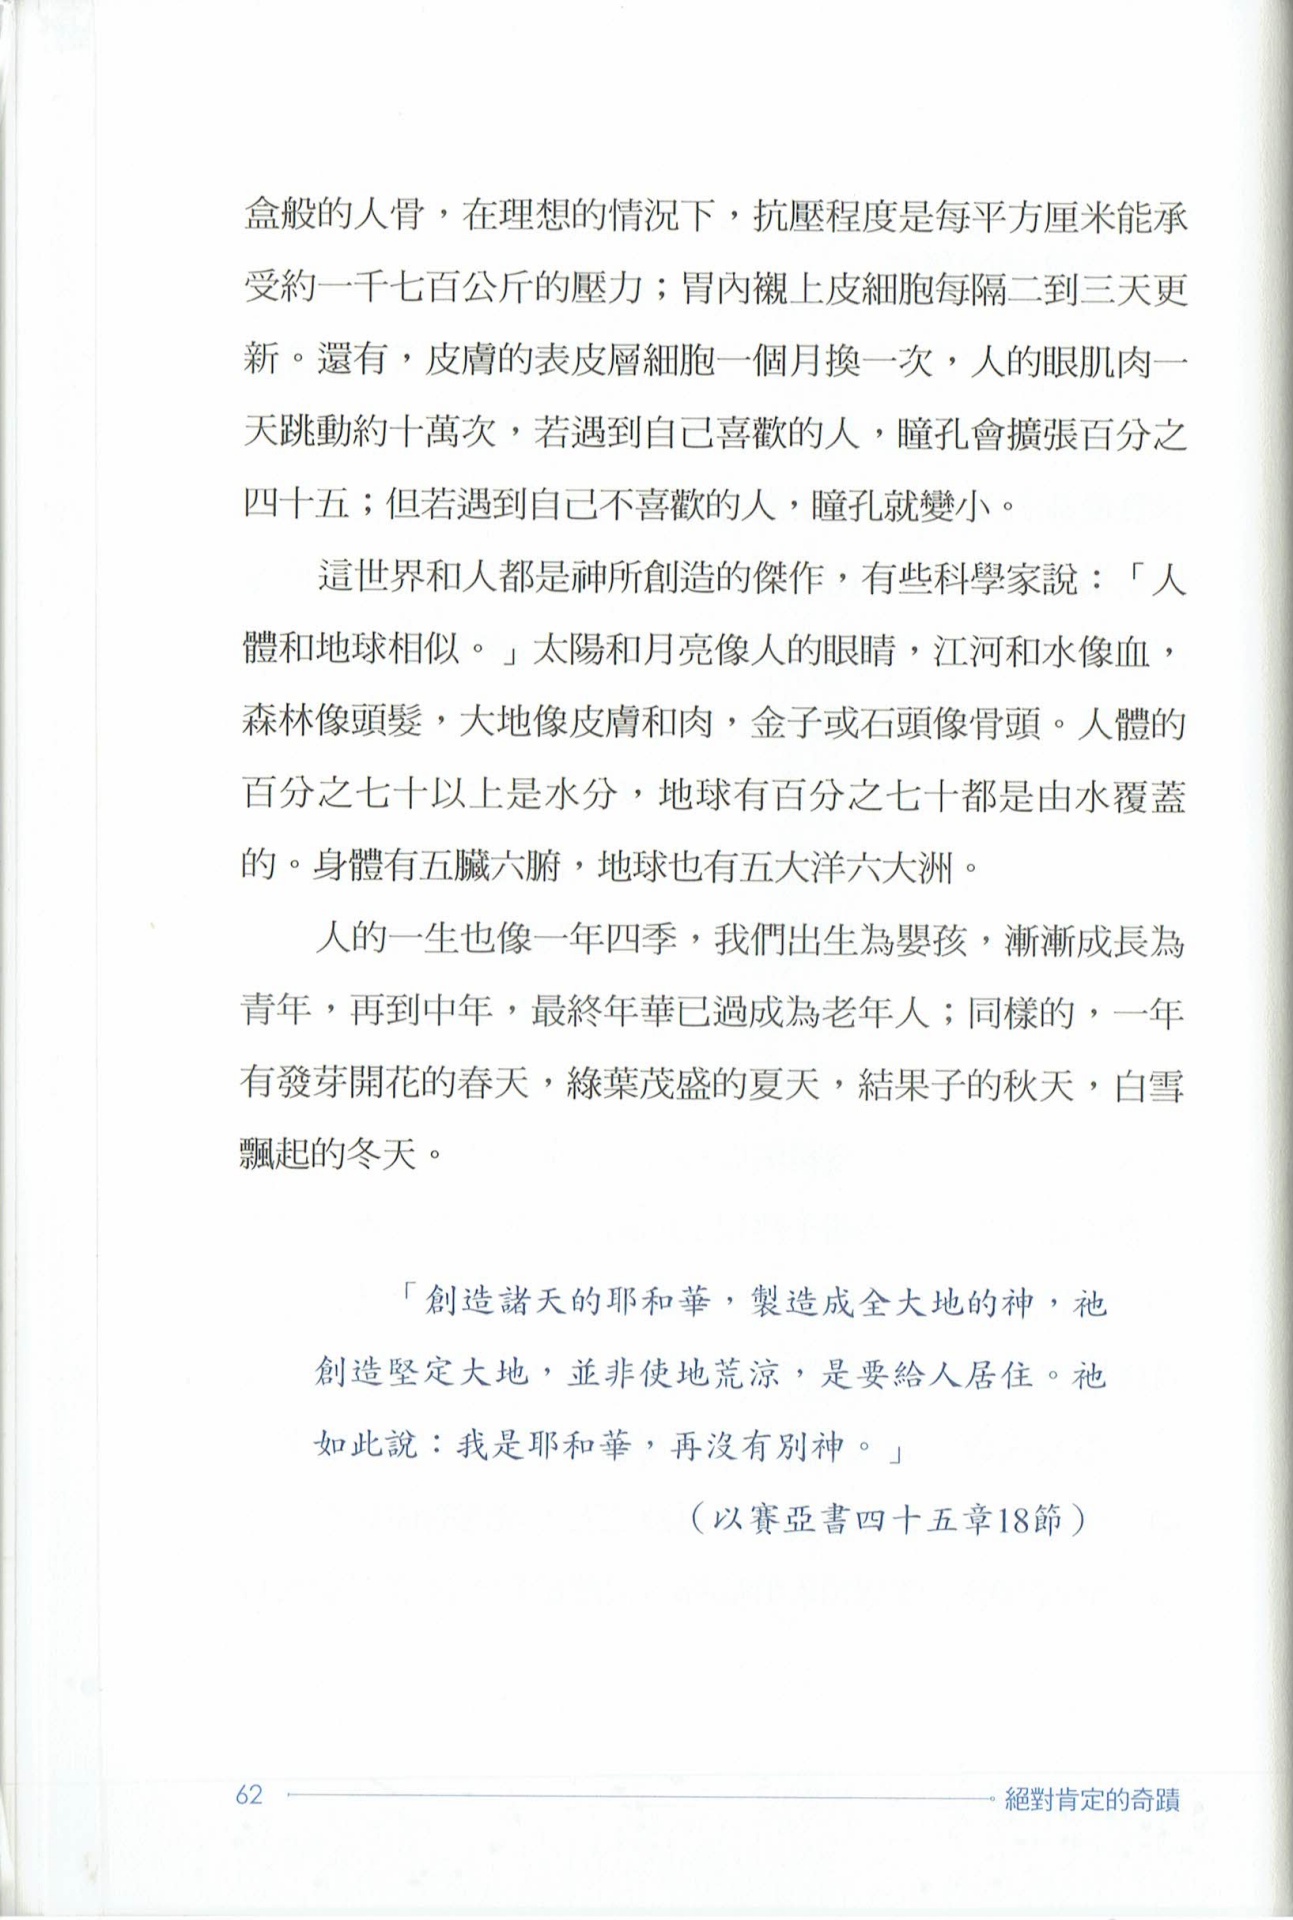 盒般的人骨，在理想的情況下，抗壓程度是每平方厘米能承
受約一千七百公斤的壓力；胃內襯上皮細胞每隔二到三天更
新。還有，皮膚的表皮層細胞一個月換一次，人的眼肌肉一
天跳動約十萬次，若遇到自己喜歡的人，瞳孔會擴張百分之
四十五；但若遇到自己不喜歡的人，瞳孔就變小。
這世界和人都是神所創造的傑作，有些科學家說：「人
體和地球相似。」太陽和月亮像人的眼睛，江河和水像血，
森林像頭髮，大地像皮膚和肉，金子或石頭像骨頭。人體的
百分之七十以上是水分，地球有百分之七十都是由水覆蓋
的。身體有五臟六腑，地球也有五大洋六大洲。
人的一生也像一年四季，我們出生為嬰孩，漸漸成長為
青年，再到中年，最終年華已過成為老年人；同樣的，一年
有發芽開花的春天，綠葉茂盛的夏天，結果子的秋天，白雪
飄起的冬天。
「創造諸天的耶和華，製造成全大地的神，祂
創造堅定大地，並非使地荒涼，是要給人居住。祂
如此說：我是耶和華，再沒有別神。」
（以賽亞書四十五章18節）
62 絕對肯定的奇蹟